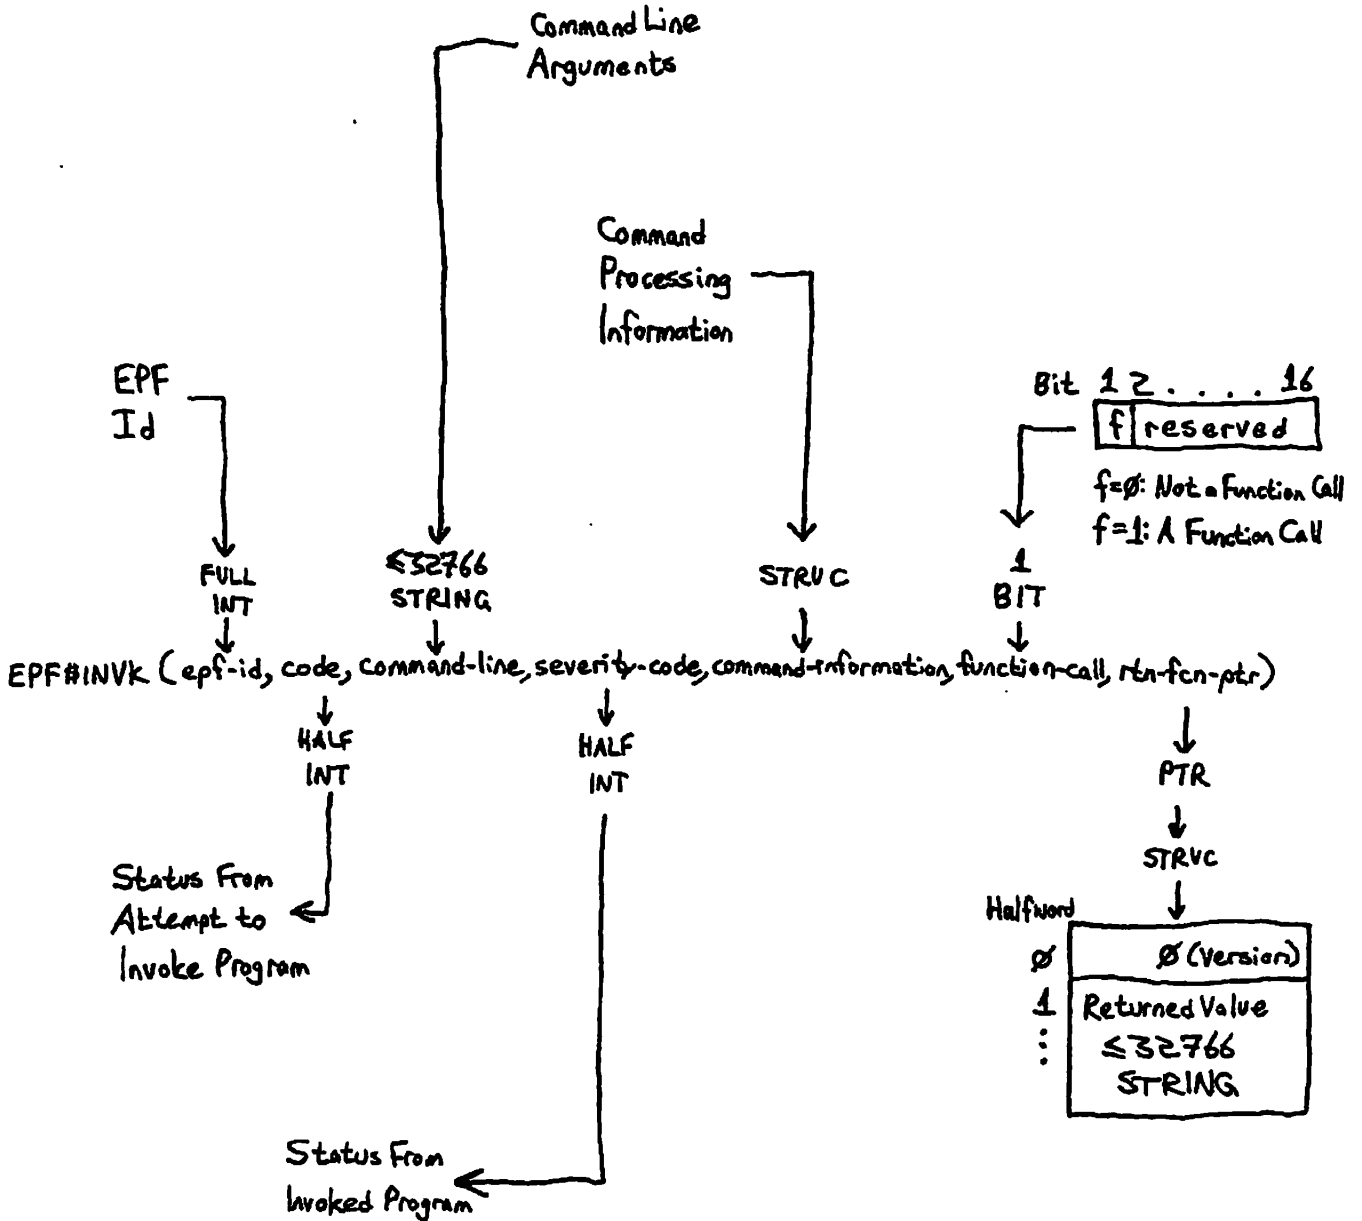 Command Line
Arguments
Command
Processing
Information
EPF
Id
Bit 1 2 . . . . 16
f reserved
f=Ø: Not a Function Call
f=1: A Function Call
FULL
INT
≤32766
STRING
STRUC
1
BIT
EPF#INVK (epf-id, code, command-line, severity-code, command-information, function-call, rtn-fcn-ptr)
HALF
INT
HALF
INT
PTR
STRUC
Status From
Attempt to
Invoke Program
Halfword
Ø Ø (Version)
1 Returned Value
≤32766
STRING
Status From
Invoked Program